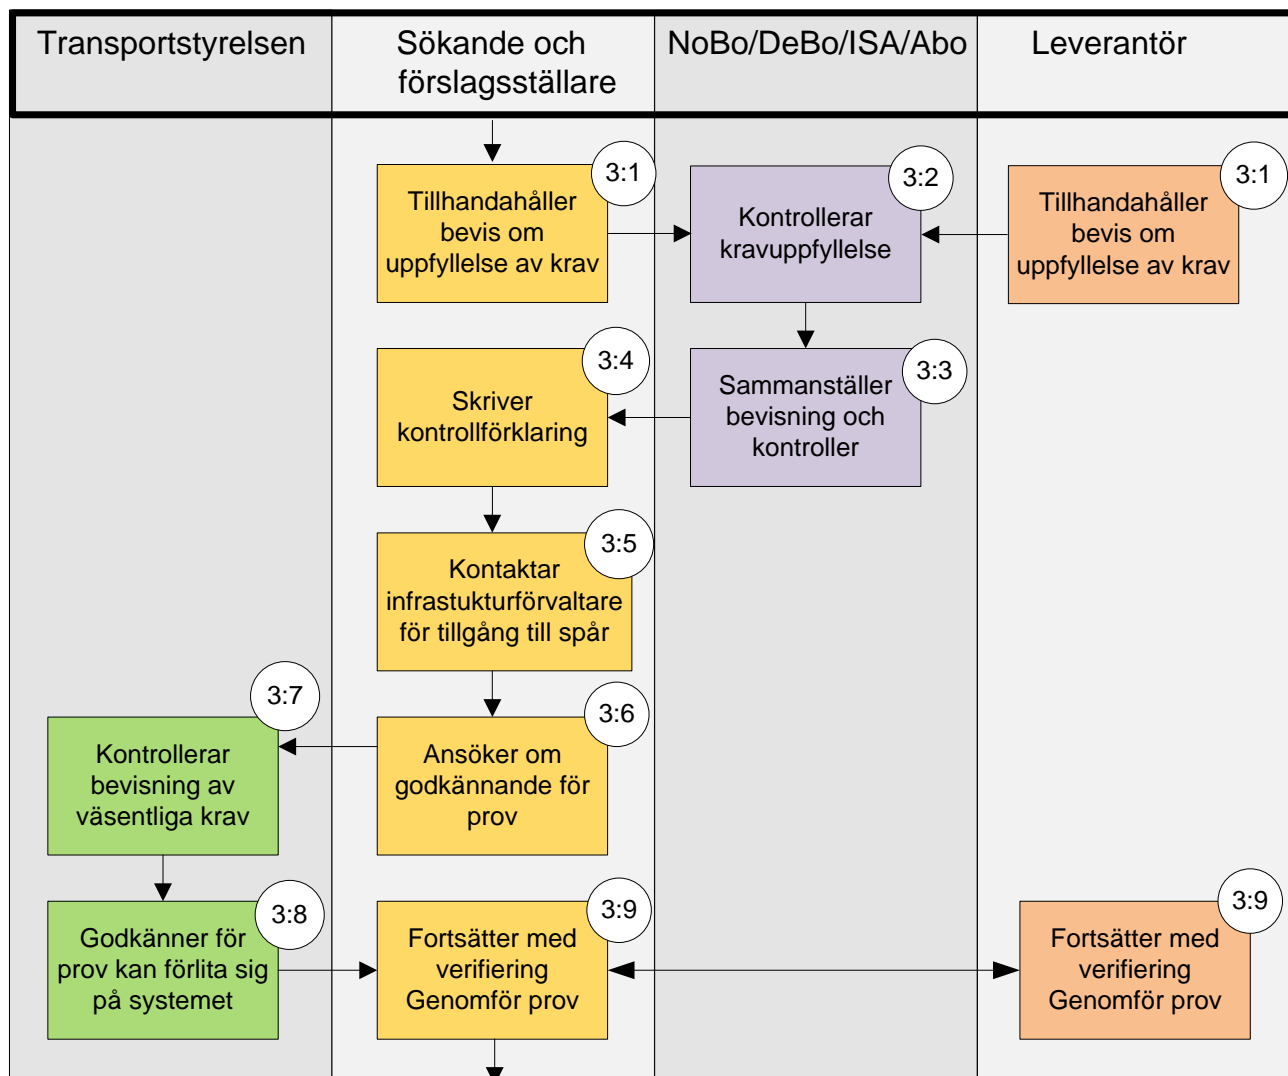 Transportstyrelsen
Sökande och
förslagsställare
NoBo/DeBo/ISA/Abo
Leverantör
3:1
Tillhandahåller
bevis om
uppfyllelse av krav
3:2
Kontrollerar
kravuppfyllelse
3:1
Tillhandahåller
bevis om
uppfyllelse av krav
3:4
Skriver
kontrollförklaring
3:3
Sammanställer
bevisning och
kontroller
3:5
Kontaktar
infrastukturförvaltare
för tillgång till spår
3:7
Kontrollerar
bevisning av
väsentliga krav
3:6
Ansöker om
godkännande för
prov
3:8
Godkänner för
prov kan förlita sig
på systemet
3:9
Fortsätter med
verifiering
Genomför prov
3:9
Fortsätter med
verifiering
Genomför prov